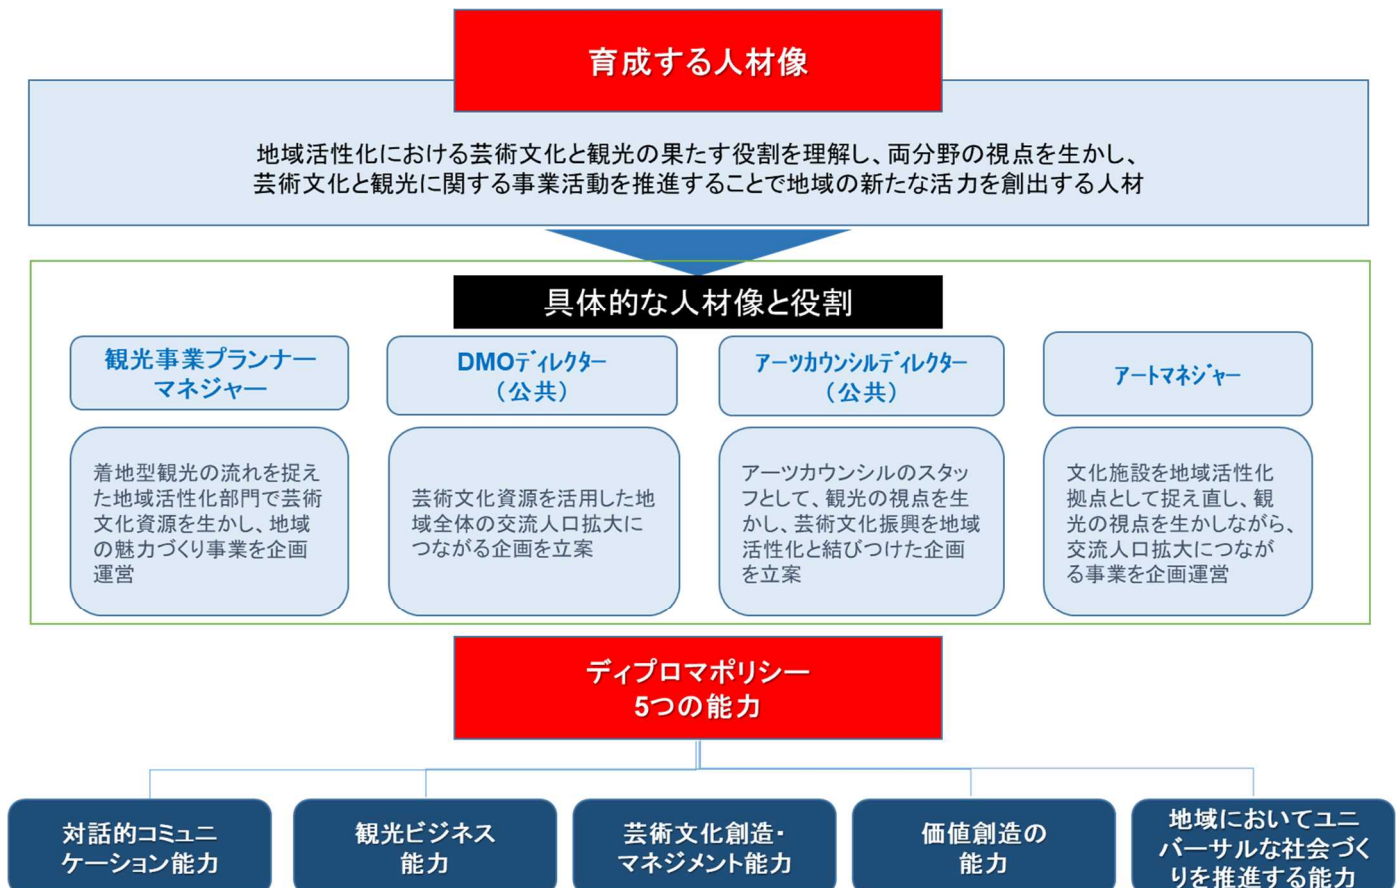 育成する人材像
地域活性化における芸術文化と観光の果たす役割を理解し、両分野の視点を生かし、
芸術文化と観光に関する事業活動を推進することで地域の新たな活力を創出する人材
具体的な人材像と役割
観光事業プランナー
マネジャー
着地型観光の流れを捉え
た地域活性化部門で芸術
文化資源を生かし、地域
の魅力づくり事業を企画
運営
DMOﾃﾞｨﾚｸﾀｰ
（公共）
芸術文化資源を活用した地
域全体の交流人口拡大に
つながる企画を立案
ｱｰﾂｶｳﾝｼﾙﾃﾞｨﾚｸﾀｰ
（公共）
アーツカウンシルのスタッ
フとして、観光の視点を生
かし、芸術文化振興を地域
活性化と結びつけた企画
を立案
ｱｰﾄﾏﾈｼﾞｬｰ
文化施設を地域活性化
拠点として捉え直し、観
光の視点を生かしながら、
交流人口拡大につなが
る事業を企画運営
ディプロマポリシー
5つの能力
対話的コミュニ
ケーション能力
観光ビジネス
能力
芸術文化創造・
マネジメント能力
価値創造の
能力
地域においてユニ
バーサルな社会づく
りを推進する能力